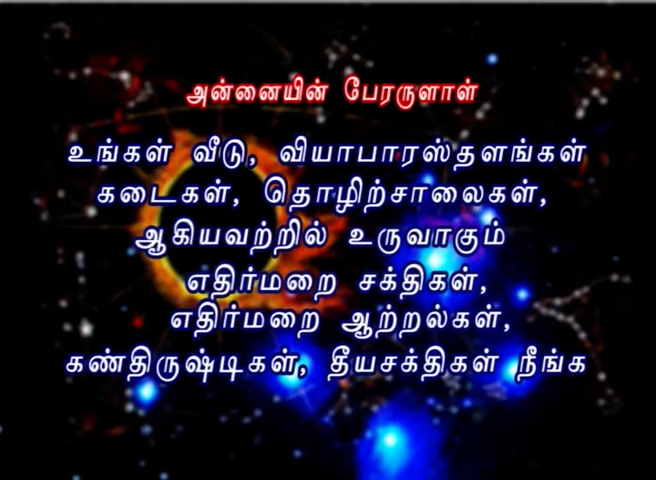 அன்னையின் பேரருளாள்
உங்கள் வீடு, வியாபாரஸ்தளங்கள்
கடைகள், தொழிற்சாலைகள்,
ஆகியவற்றில் உருவாகும்
எதிர்மறை சக்திகள்,
எதிர்மறை ஆற்றல்கள்,
கண்திருஷ்டிகள், தீயசக்திகள் நீங்க